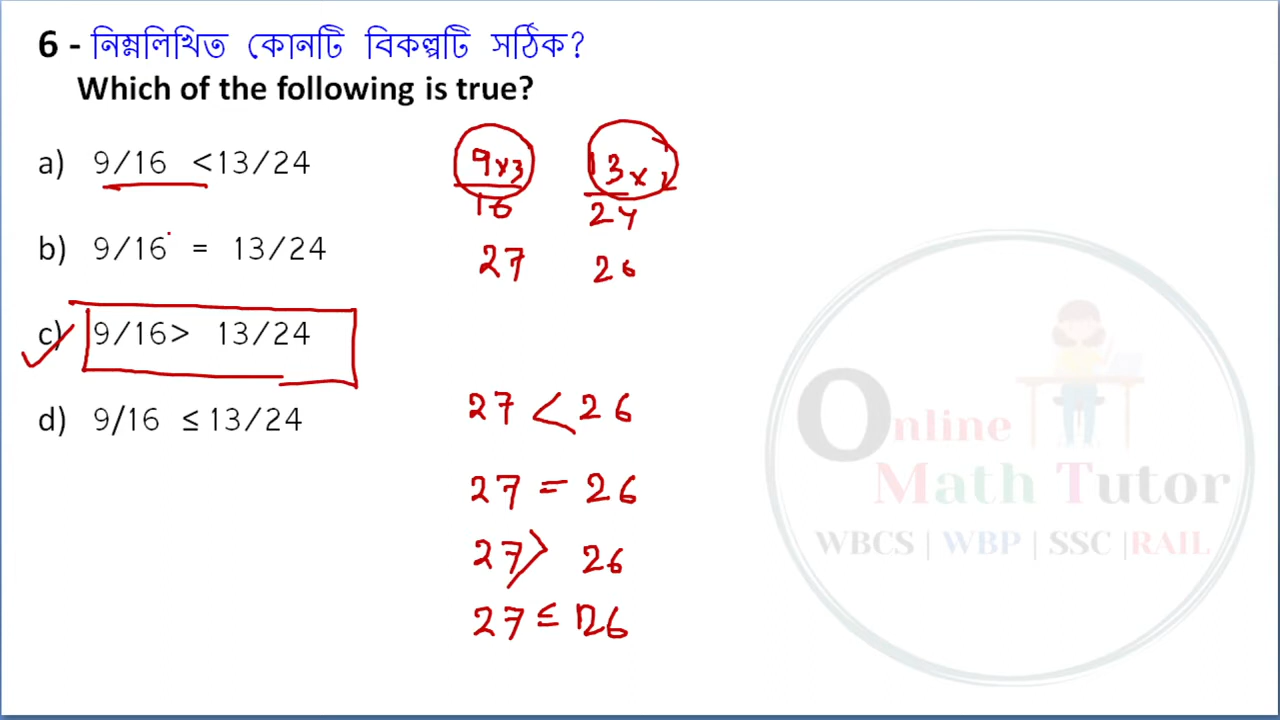 6 - নিম্নলিখিত কোনটি বিকল্পটি সঠিক?
Which of the following is true?
a) 9/16 <13/24
b) 9/16 = 13/24
c) 9/16> 13/24
d) 9/16 ≤ 13/24
9x3 13x2
16 24
27 26
27 < 26
27 = 26
27 > 26
27 ≤ 26
Online
Math Tutor
WBCS | WBP | SSC |RAIL